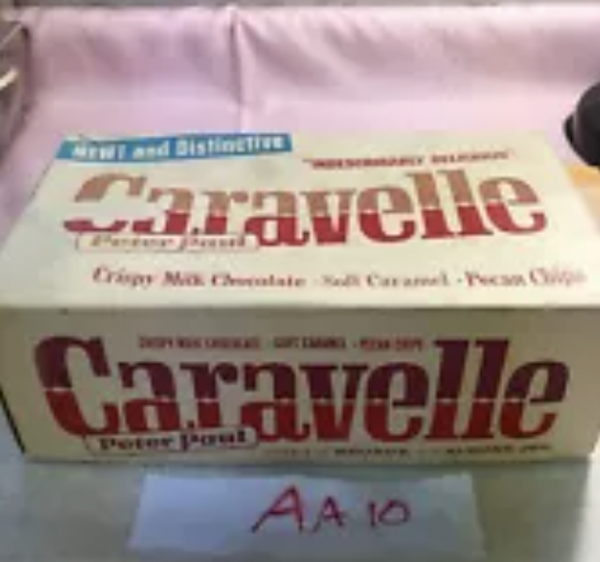 NEW! and Distinctive
"INDESCRIBABLY DELICIOUS"
Caravelle
Peter Paul
Crispy Milk Chocolate · Soft Caramel · Pecan Chips
CRISPY MILK CHOCOLATE · SOFT CARAMEL · PECAN CHIPS
Caravelle
Peter Paul
AA 10